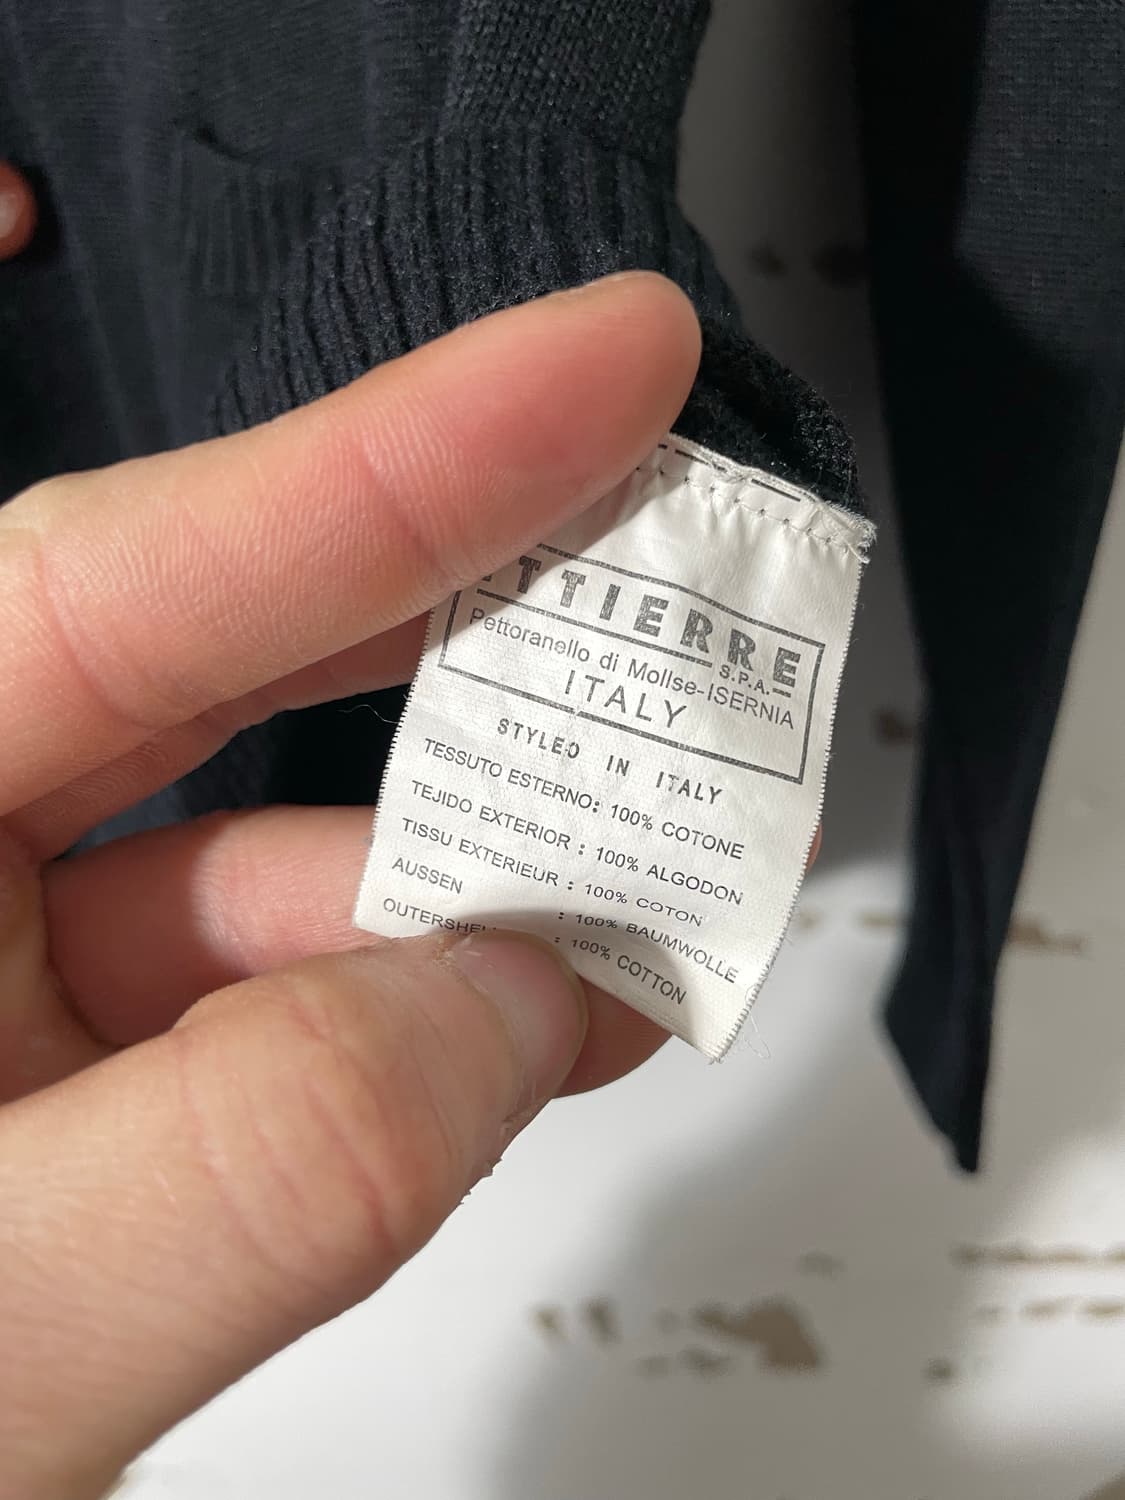 TTIERRE
S.P.A.
Pettoranello di Molise-ISERNIA
ITALY
STYLED IN ITALY
TESSUTO ESTERNO: 100% COTONE
TEJIDO EXTERIOR : 100% ALGODON
TISSU EXTERIEUR : 100% COTON
AUSSEN : 100% BAUMWOLLE
: 100% COTTON